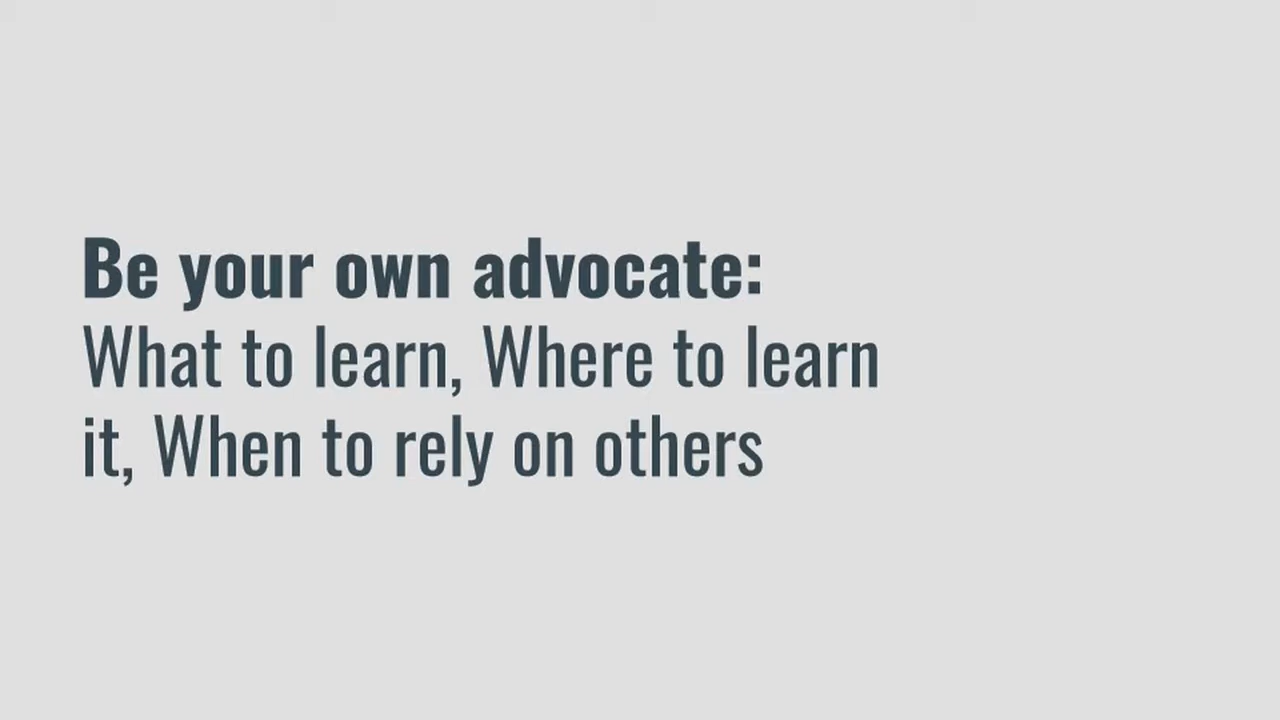 Be your own advocate:
What to learn, Where to learn
it, When to rely on others